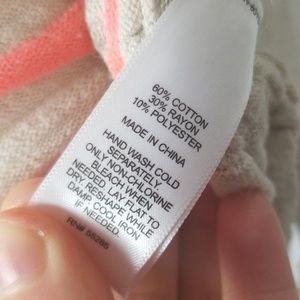 60% COTTON
30% RAYON
10% POLYESTER
MADE IN CHINA
HAND WASH COLD
SEPARATELY.
ONLY NON-CHLORINE
BLEACH WHEN
NEEDED. LAY FLAT TO
DRY. RESHAPE WHILE
DAMP. COOL IRON
IF NEEDED.
RN# 55285